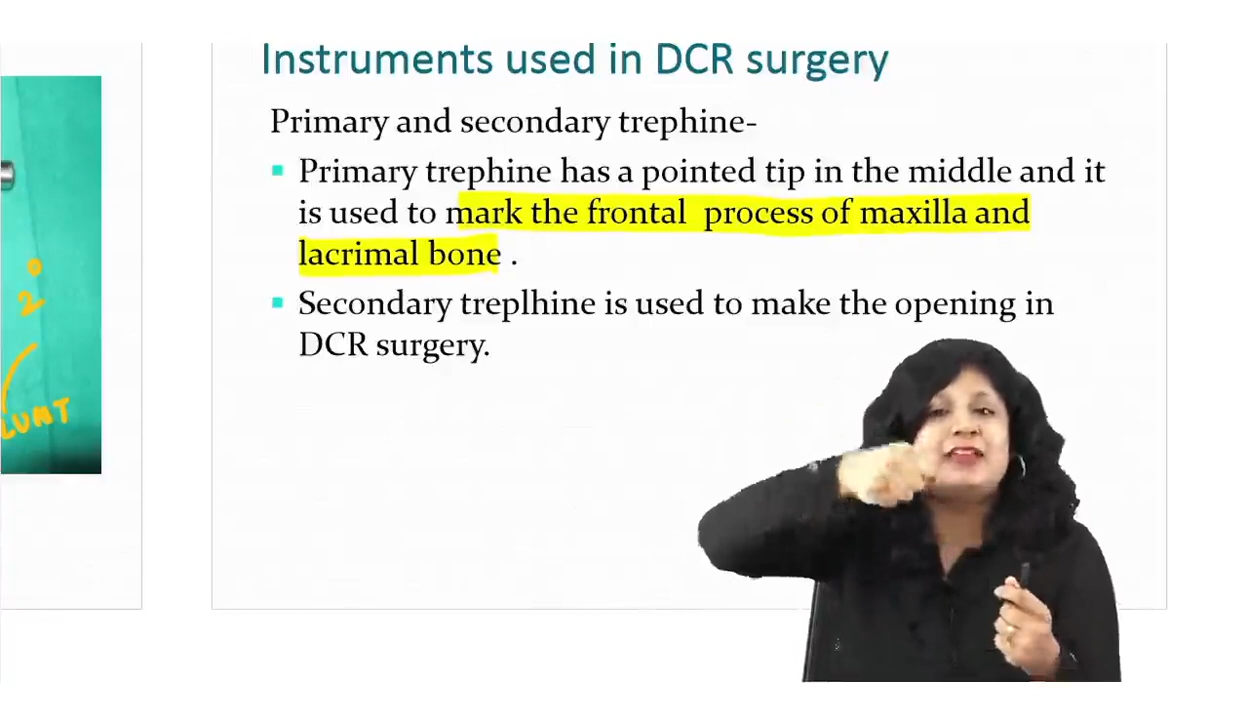 Instruments used in DCR surgery
Primary and secondary trephine-
Primary trephine has a pointed tip in the middle and it
is used to mark the frontal process of maxilla and
lacrimal bone .
Secondary treplhine is used to make the opening in
DCR surgery.
2°
LUNT